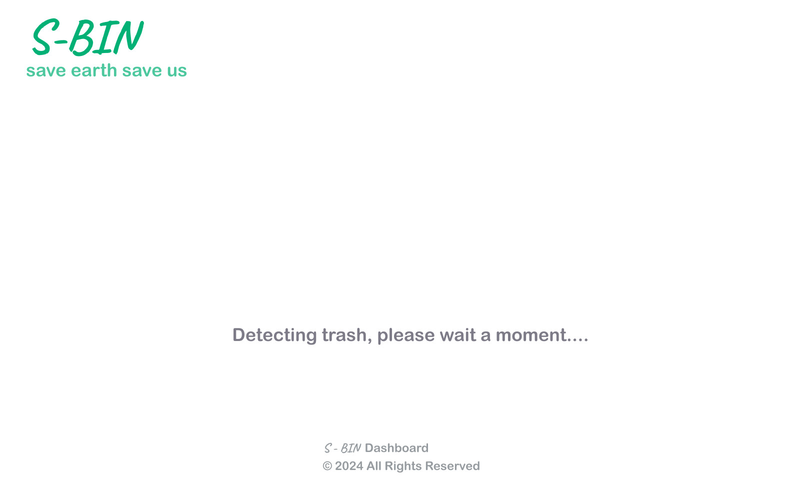 S-BIN
save earth save us
Detecting trash, please wait a moment....
S - BIN Dashboard
© 2024 All Rights Reserved